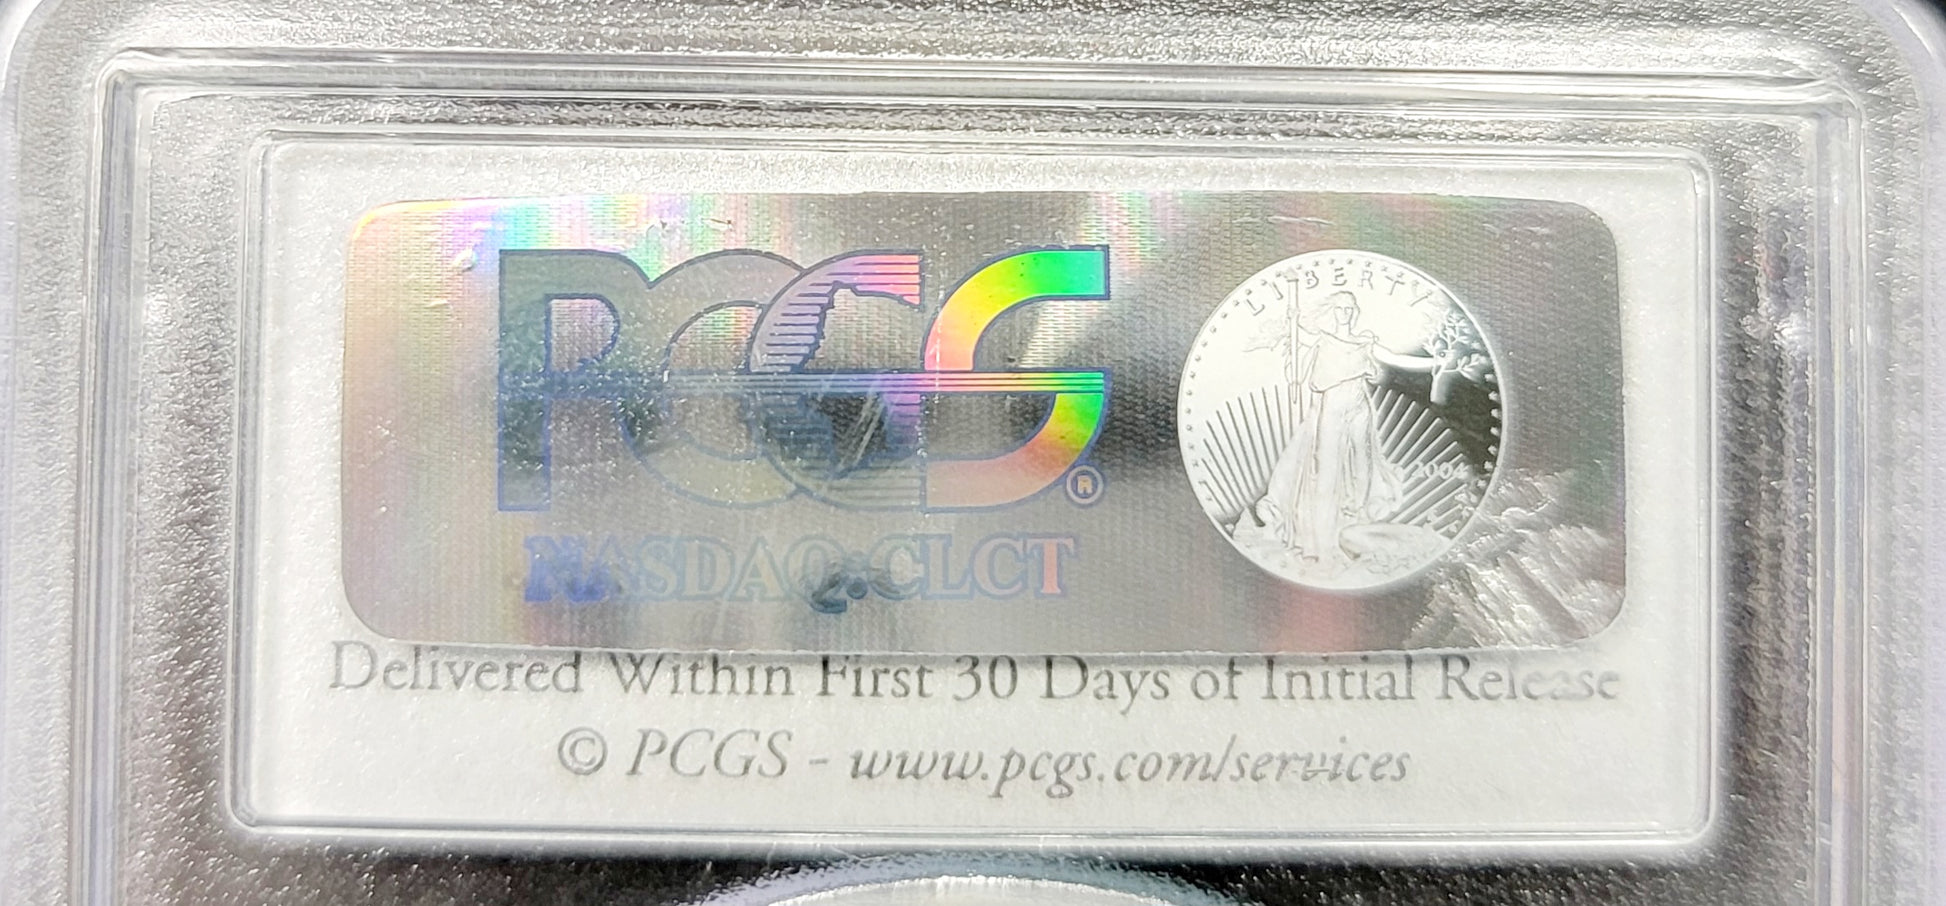 PCGS®
NASDAQ:CLCT
LIBERTY
2004
Delivered Within First 30 Days of Initial Release
© PCGS - www.pcgs.com/services